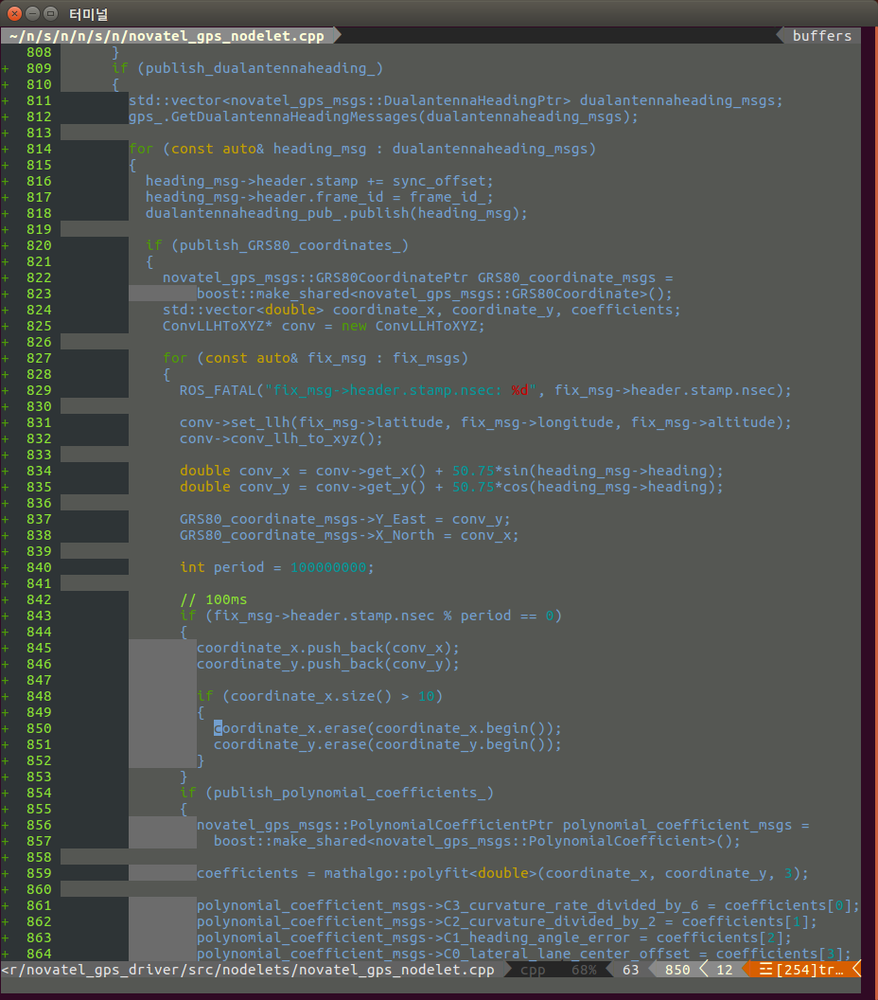 터미널
~/n/s/n/n/s/n/novatel_gps_nodelet.cpp buffers
808 }
+ 809 if (publish_dualantennaheading_)
+ 810 {
+ 811 std::vector<novatel_gps_msgs::DualantennaHeadingPtr> dualantennaheading_msgs;
+ 812 gps_.GetDualantennaHeadingMessages(dualantennaheading_msgs);
+ 813
+ 814 for (const auto& heading_msg : dualantennaheading_msgs)
+ 815 {
+ 816 heading_msg->header.stamp += sync_offset;
+ 817 heading_msg->header.frame_id = frame_id_;
+ 818 dualantennaheading_pub_.publish(heading_msg);
+ 819
+ 820 if (publish_GRS80_coordinates_)
+ 821 {
+ 822 novatel_gps_msgs::GRS80CoordinatePtr GRS80_coordinate_msgs =
+ 823 boost::make_shared<novatel_gps_msgs::GRS80Coordinate>();
+ 824 std::vector<double> coordinate_x, coordinate_y, coefficients;
+ 825 ConvLLHToXYZ* conv = new ConvLLHToXYZ;
+ 826
+ 827 for (const auto& fix_msg : fix_msgs)
+ 828 {
+ 829 ROS_FATAL("fix_msg->header.stamp.nsec: %d", fix_msg->header.stamp.nsec);
+ 830
+ 831 conv->set_llh(fix_msg->latitude, fix_msg->longitude, fix_msg->altitude);
+ 832 conv->conv_llh_to_xyz();
+ 833
+ 834 double conv_x = conv->get_x() + 50.75*sin(heading_msg->heading);
+ 835 double conv_y = conv->get_y() + 50.75*cos(heading_msg->heading);
+ 836
+ 837 GRS80_coordinate_msgs->Y_East = conv_y;
+ 838 GRS80_coordinate_msgs->X_North = conv_x;
+ 839
+ 840 int period = 100000000;
+ 841
+ 842 // 100ms
+ 843 if (fix_msg->header.stamp.nsec % period == 0)
+ 844 {
+ 845 coordinate_x.push_back(conv_x);
+ 846 coordinate_y.push_back(conv_y);
+ 847
+ 848 if (coordinate_x.size() > 10)
+ 849 {
+ 850 coordinate_x.erase(coordinate_x.begin());
+ 851 coordinate_y.erase(coordinate_y.begin());
+ 852 }
+ 853 }
+ 854 if (publish_polynomial_coefficients_)
+ 855 {
+ 856 novatel_gps_msgs::PolynomialCoefficientPtr polynomial_coefficient_msgs =
+ 857 boost::make_shared<novatel_gps_msgs::PolynomialCoefficient>();
+ 858
+ 859 coefficients = mathalgo::polyfit<double>(coordinate_x, coordinate_y, 3);
+ 860
+ 861 polynomial_coefficient_msgs->C3_curvature_rate_divided_by_6 = coefficients[0];
+ 862 polynomial_coefficient_msgs->C2_curvature_divided_by_2 = coefficients[1];
+ 863 polynomial_coefficient_msgs->C1_heading_angle_error = coefficients[2];
+ 864 polynomial_coefficient_msgs->C0_lateral_lane_center_offset = coefficients[3];
<r/novatel_gps_driver/src/nodelets/novatel_gps_nodelet.cpp cpp 68% 63 850 12 ☲[254]tr…